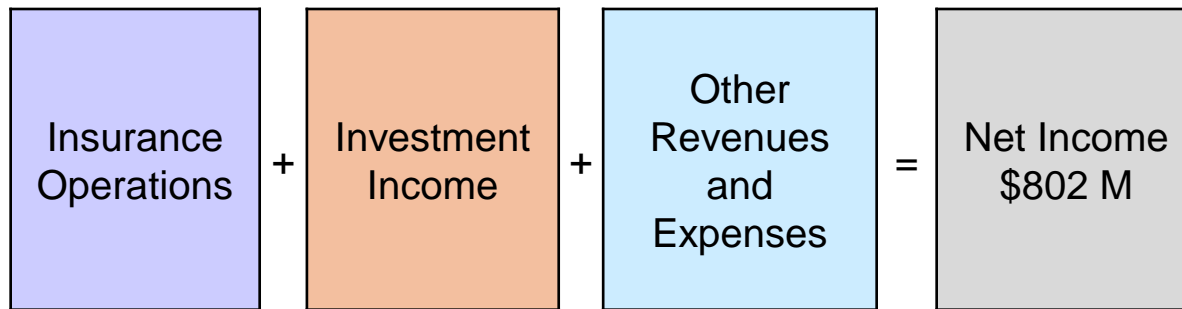 Insurance
Operations
+
Investment
Income
+
Other
Revenues
and
Expenses
=
Net Income
$802 M